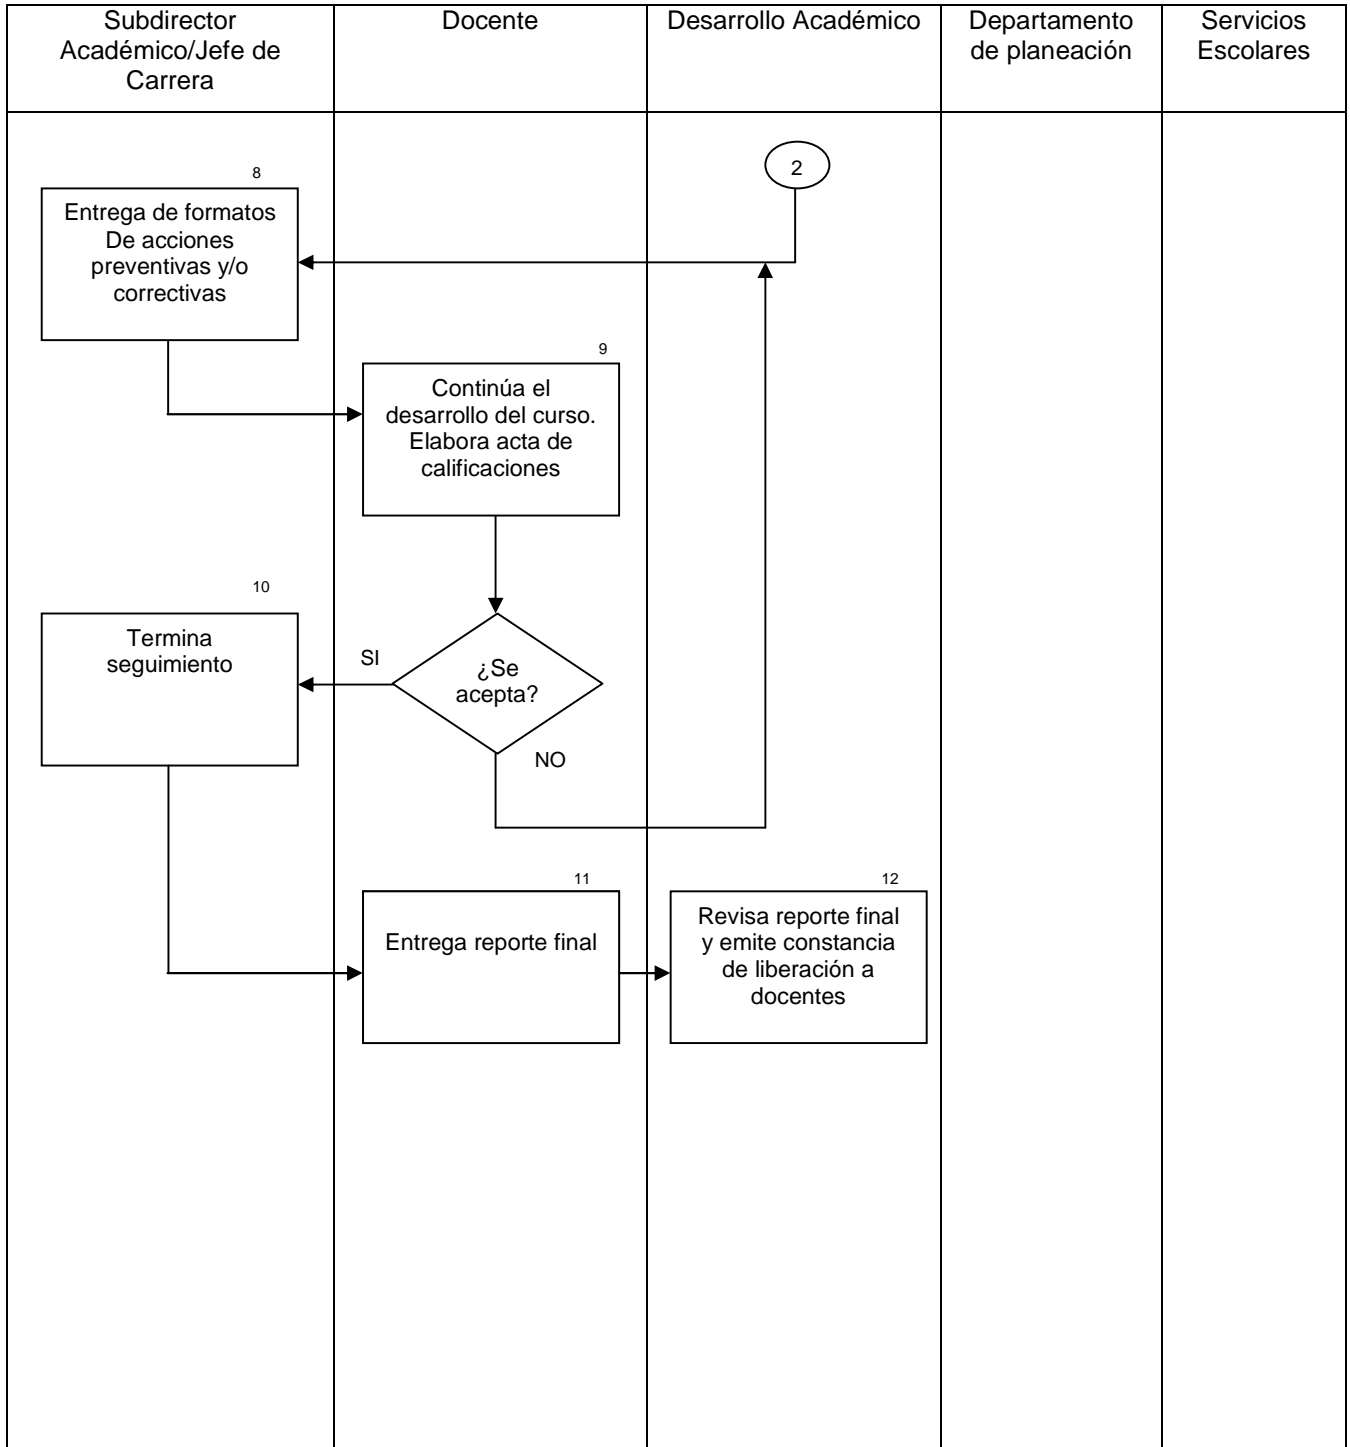 Subdirector
Académico/Jefe de
Carrera
Docente
Desarrollo Académico
Departamento
de planeación
Servicios
Escolares
2
8
Entrega de formatos
De acciones
preventivas y/o
correctivas
9
Continúa el
desarrollo del curso.
Elabora acta de
calificaciones
10
Termina
seguimiento
SI
¿Se
acepta?
NO
11
Entrega reporte final
12
Revisa reporte final
y emite constancia
de liberación a
docentes